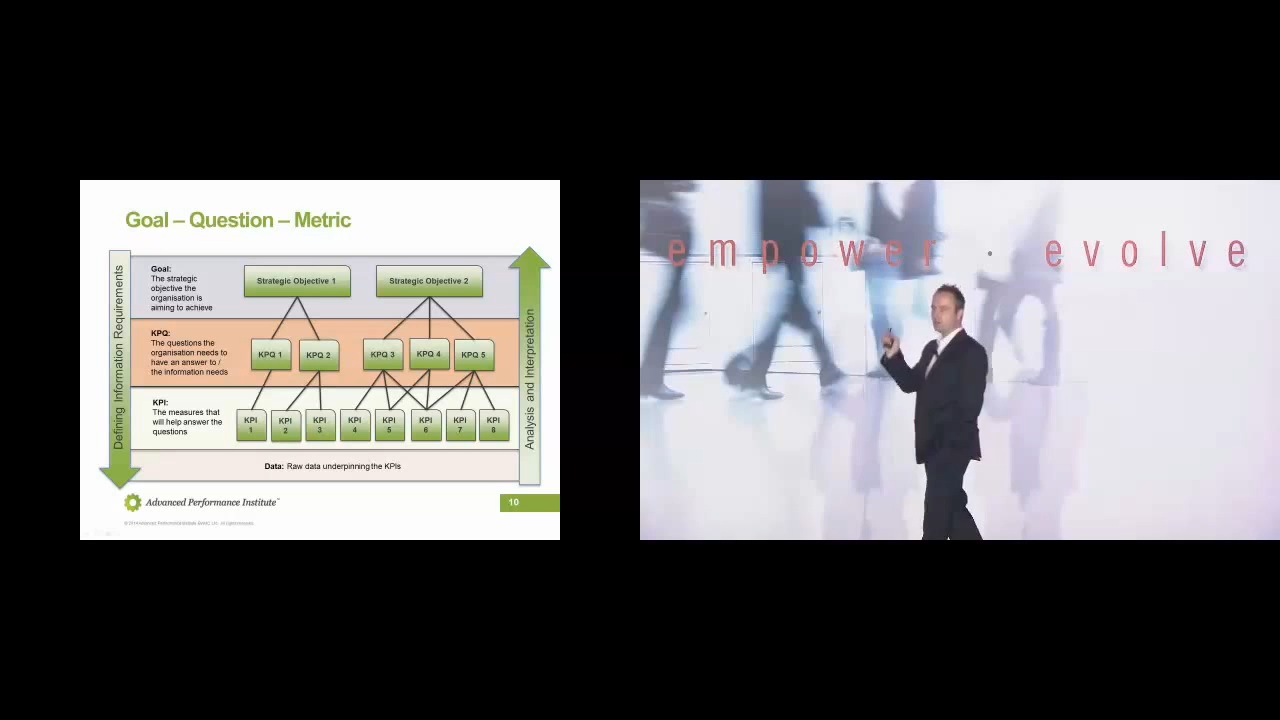 Goal – Question – Metric
Defining Information Requirements
Goal:
The strategic
objective the
organisation is
aiming to achieve
Strategic Objective 1
Strategic Objective 2
KPQ:
The questions the
organisation needs to
have an answer to /
the information needs
KPQ 1
KPQ 2
KPQ 3
KPQ 4
KPQ 5
KPI:
The measures that
will help answer the
questions
KPI
1
KPI
2
KPI
3
KPI
4
KPI
5
KPI
6
KPI
7
KPI
8
Data: Raw data underpinning the KPIs
Analysis and Interpretation
Advanced Performance Institute™
10
empower · evolve